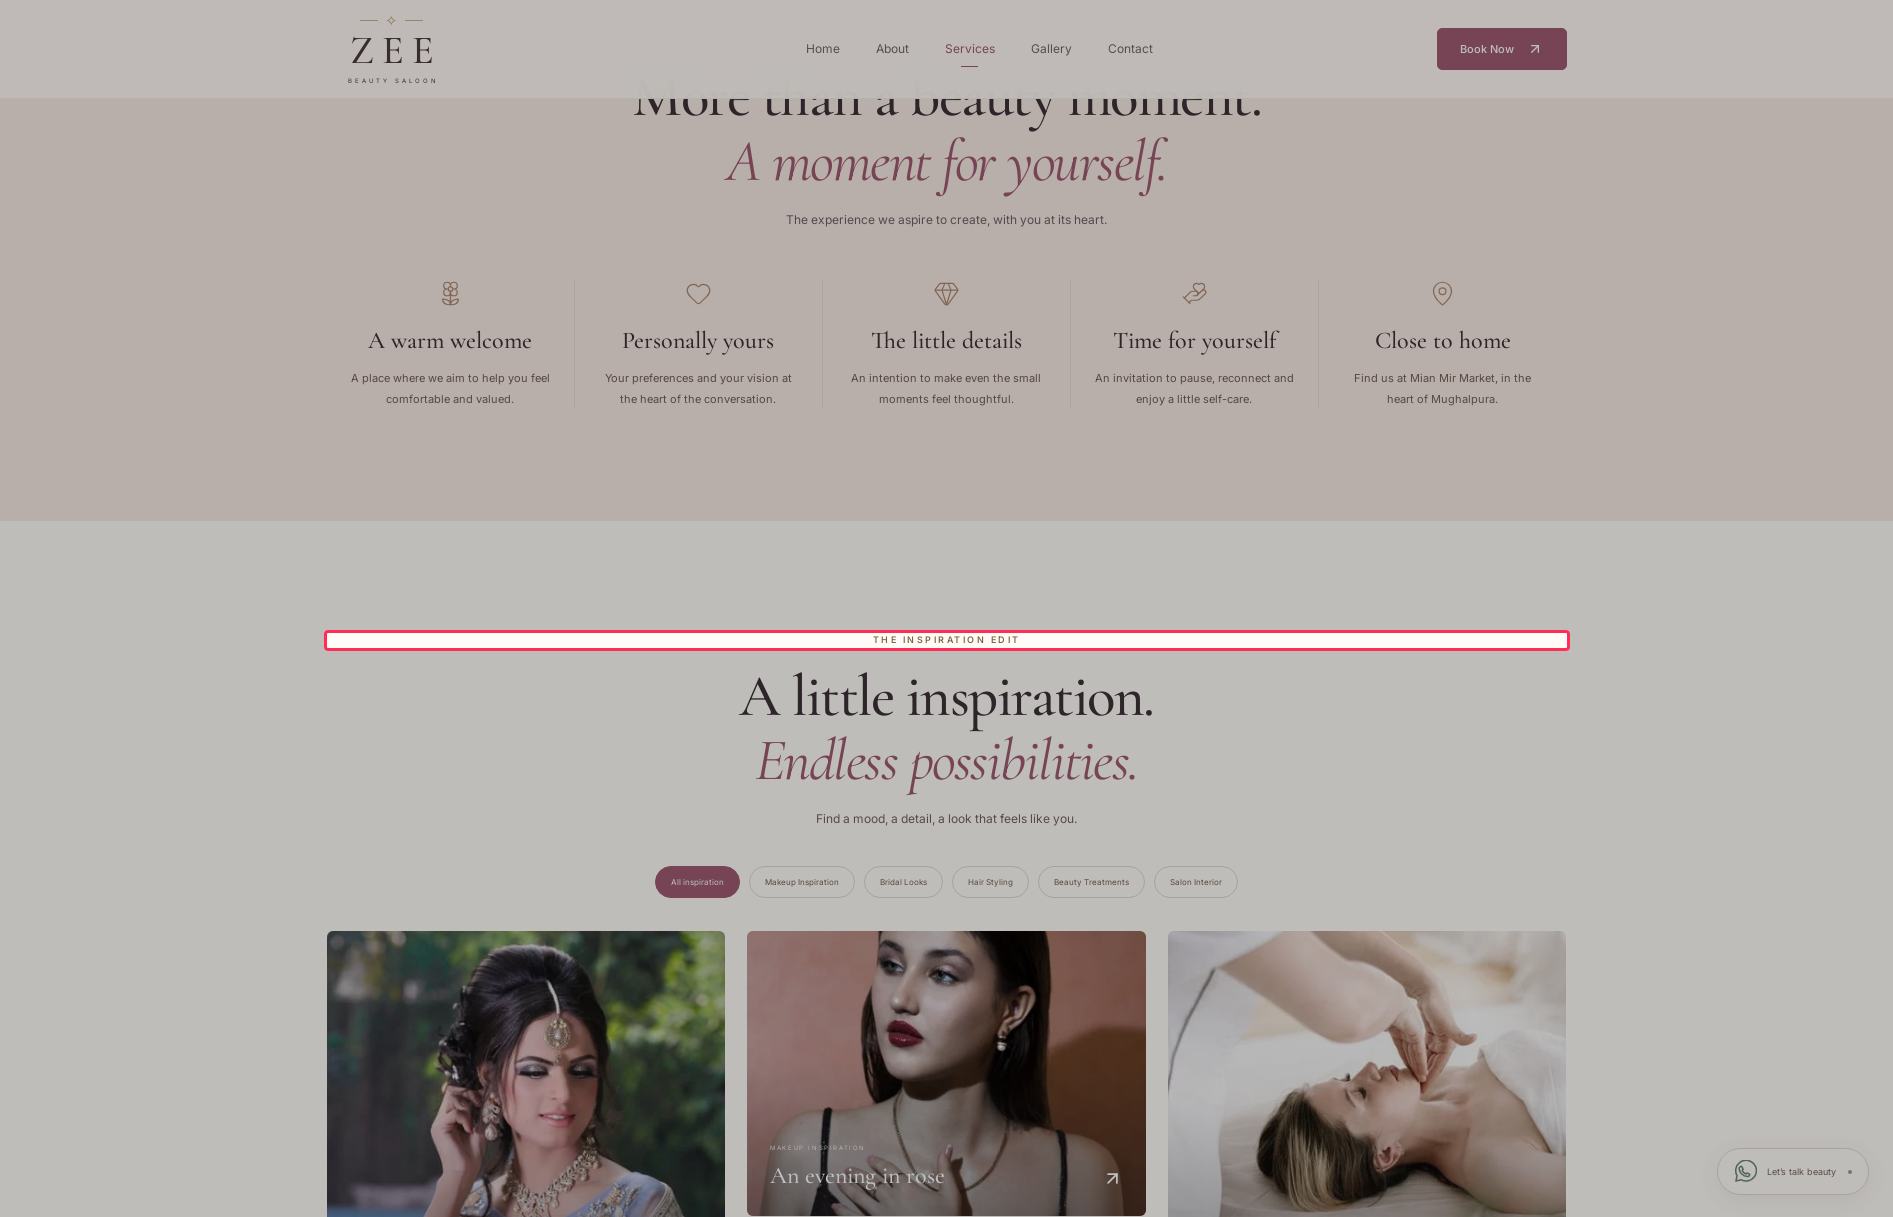 ZEE
BEAUTY SALOON
Home
About
Services
Gallery
Contact
Book Now
More than a beauty moment.
A moment for yourself.
The experience we aspire to create, with you at its heart.
A warm welcome
A place where we aim to help you feel
comfortable and valued.
Personally yours
Your preferences and your vision at
the heart of the conversation.
The little details
An intention to make even the small
moments feel thoughtful.
Time for yourself
An invitation to pause, reconnect and
enjoy a little self-care.
Close to home
Find us at Mian Mir Market, in the
heart of Mughalpura.
THE INSPIRATION EDIT
A little inspiration.
Endless possibilities.
Find a mood, a detail, a look that feels like you.
All inspiration
Makeup Inspiration
Bridal Looks
Hair Styling
Beauty Treatments
Salon Interior
MAKEUP INSPIRATION
An evening in rose
Let's talk beauty